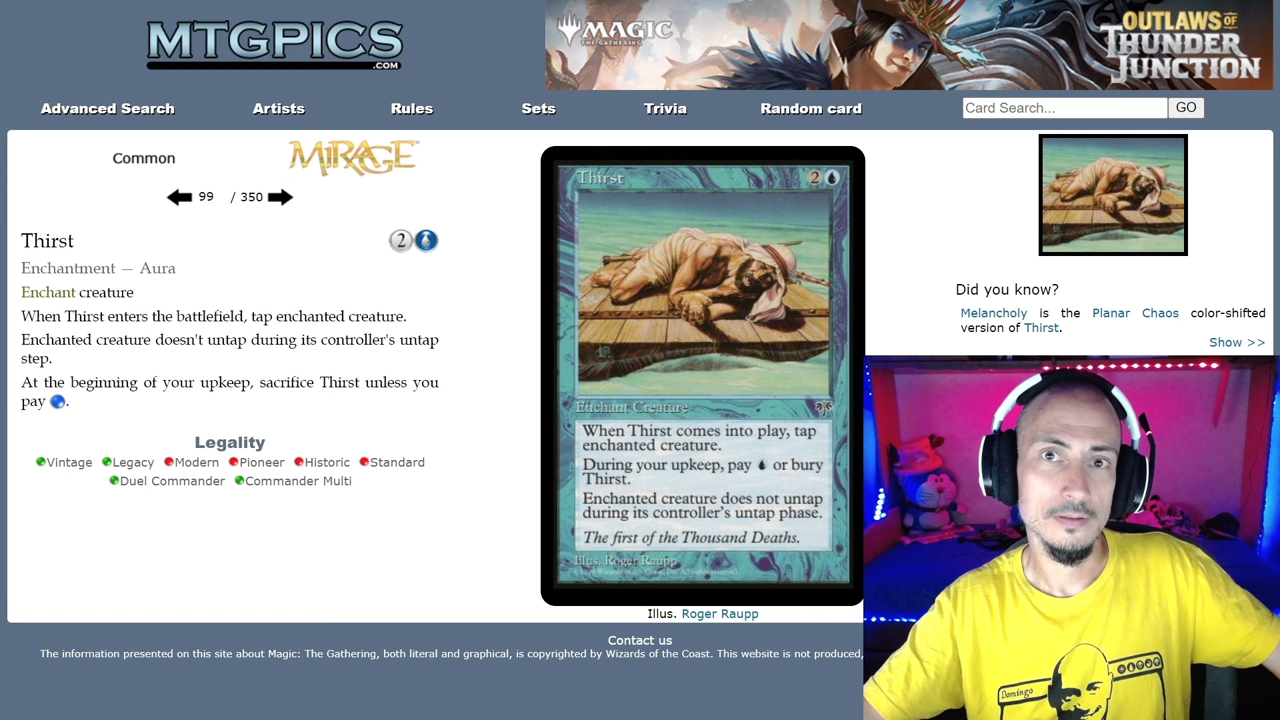 MTGPICS
.COM
MAGIC
THE GATHERING
OUTLAWS OF
THUNDER
JUNCTION
Advanced Search
Artists
Rules
Sets
Trivia
Random card
Card Search...
GO
Common
MIRAGE
99 / 350
Thirst
2
Enchantment — Aura
Enchant creature
When Thirst enters the battlefield, tap enchanted creature.
Enchanted creature doesn't untap during its controller's untap
step.
At the beginning of your upkeep, sacrifice Thirst unless you
pay .
Legality
Vintage Legacy Modern Pioneer Historic Standard
Duel Commander Commander Multi
Thirst
2
Enchant Creature
When Thirst comes into play, tap
enchanted creature.
During your upkeep, pay or bury
Thirst.
Enchanted creature does not untap
during its controller's untap phase.
The first of the Thousand Deaths.
Illus. Roger Raupp
Illus. Roger Raupp
Did you know?
Melancholy is the Planar Chaos color-shifted
version of Thirst.
Show >>
Domingo
Contact us
The information presented on this site about Magic: The Gathering, both literal and graphical, is copyrighted by Wizards of the Coast. This website is not produced,